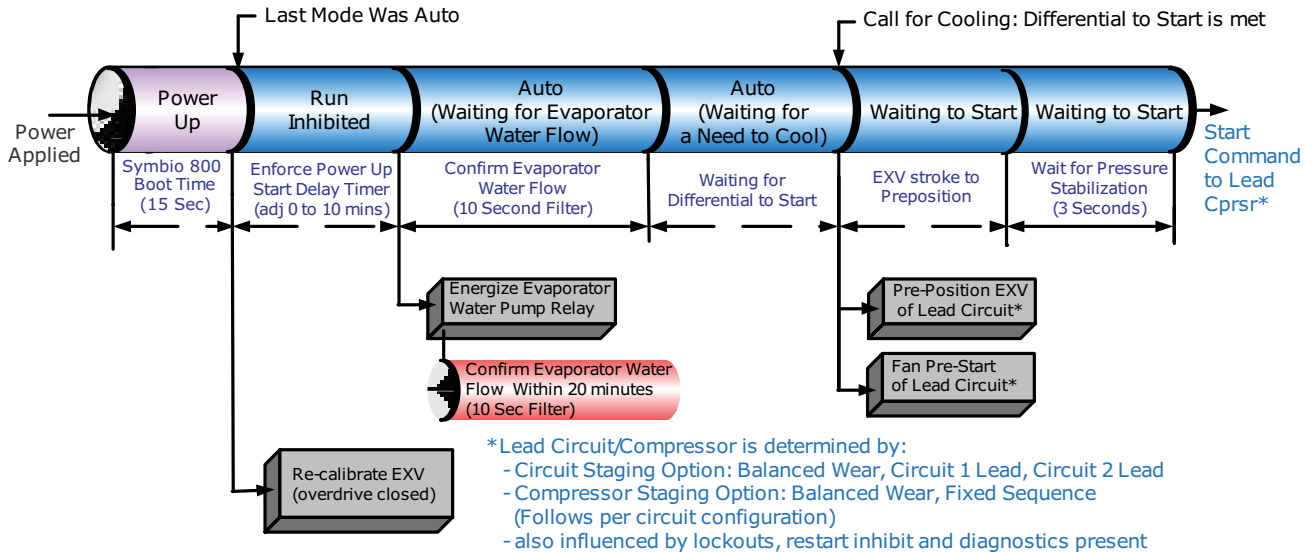 Last Mode Was Auto
Call for Cooling: Differential to Start is met
Power
Applied
Power
Up
Run
Inhibited
Auto
(Waiting for Evaporator
Water Flow)
Auto
(Waiting for
a Need to Cool)
Waiting to Start
Waiting to Start
Start
Command
to Lead
Cprsr*
Symbio 800
Boot Time
(15 Sec)
Enforce Power Up
Start Delay Timer
(adj 0 to 10 mins)
Confirm Evaporator
Water Flow
(10 Second Filter)
Waiting for
Differential to Start
EXV stroke to
Preposition
Wait for Pressure
Stabilization
(3 Seconds)
Energize Evaporator
Water Pump Relay
Confirm Evaporator Water
Flow Within 20 minutes
(10 Sec Filter)
Pre-Position EXV
of Lead Circuit*
Fan Pre-Start
of Lead Circuit*
Re-calibrate EXV
(overdrive closed)
*Lead Circuit/Compressor is determined by:
- Circuit Staging Option: Balanced Wear, Circuit 1 Lead, Circuit 2 Lead
- Compressor Staging Option: Balanced Wear, Fixed Sequence
(Follows per circuit configuration)
- also influenced by lockouts, restart inhibit and diagnostics present